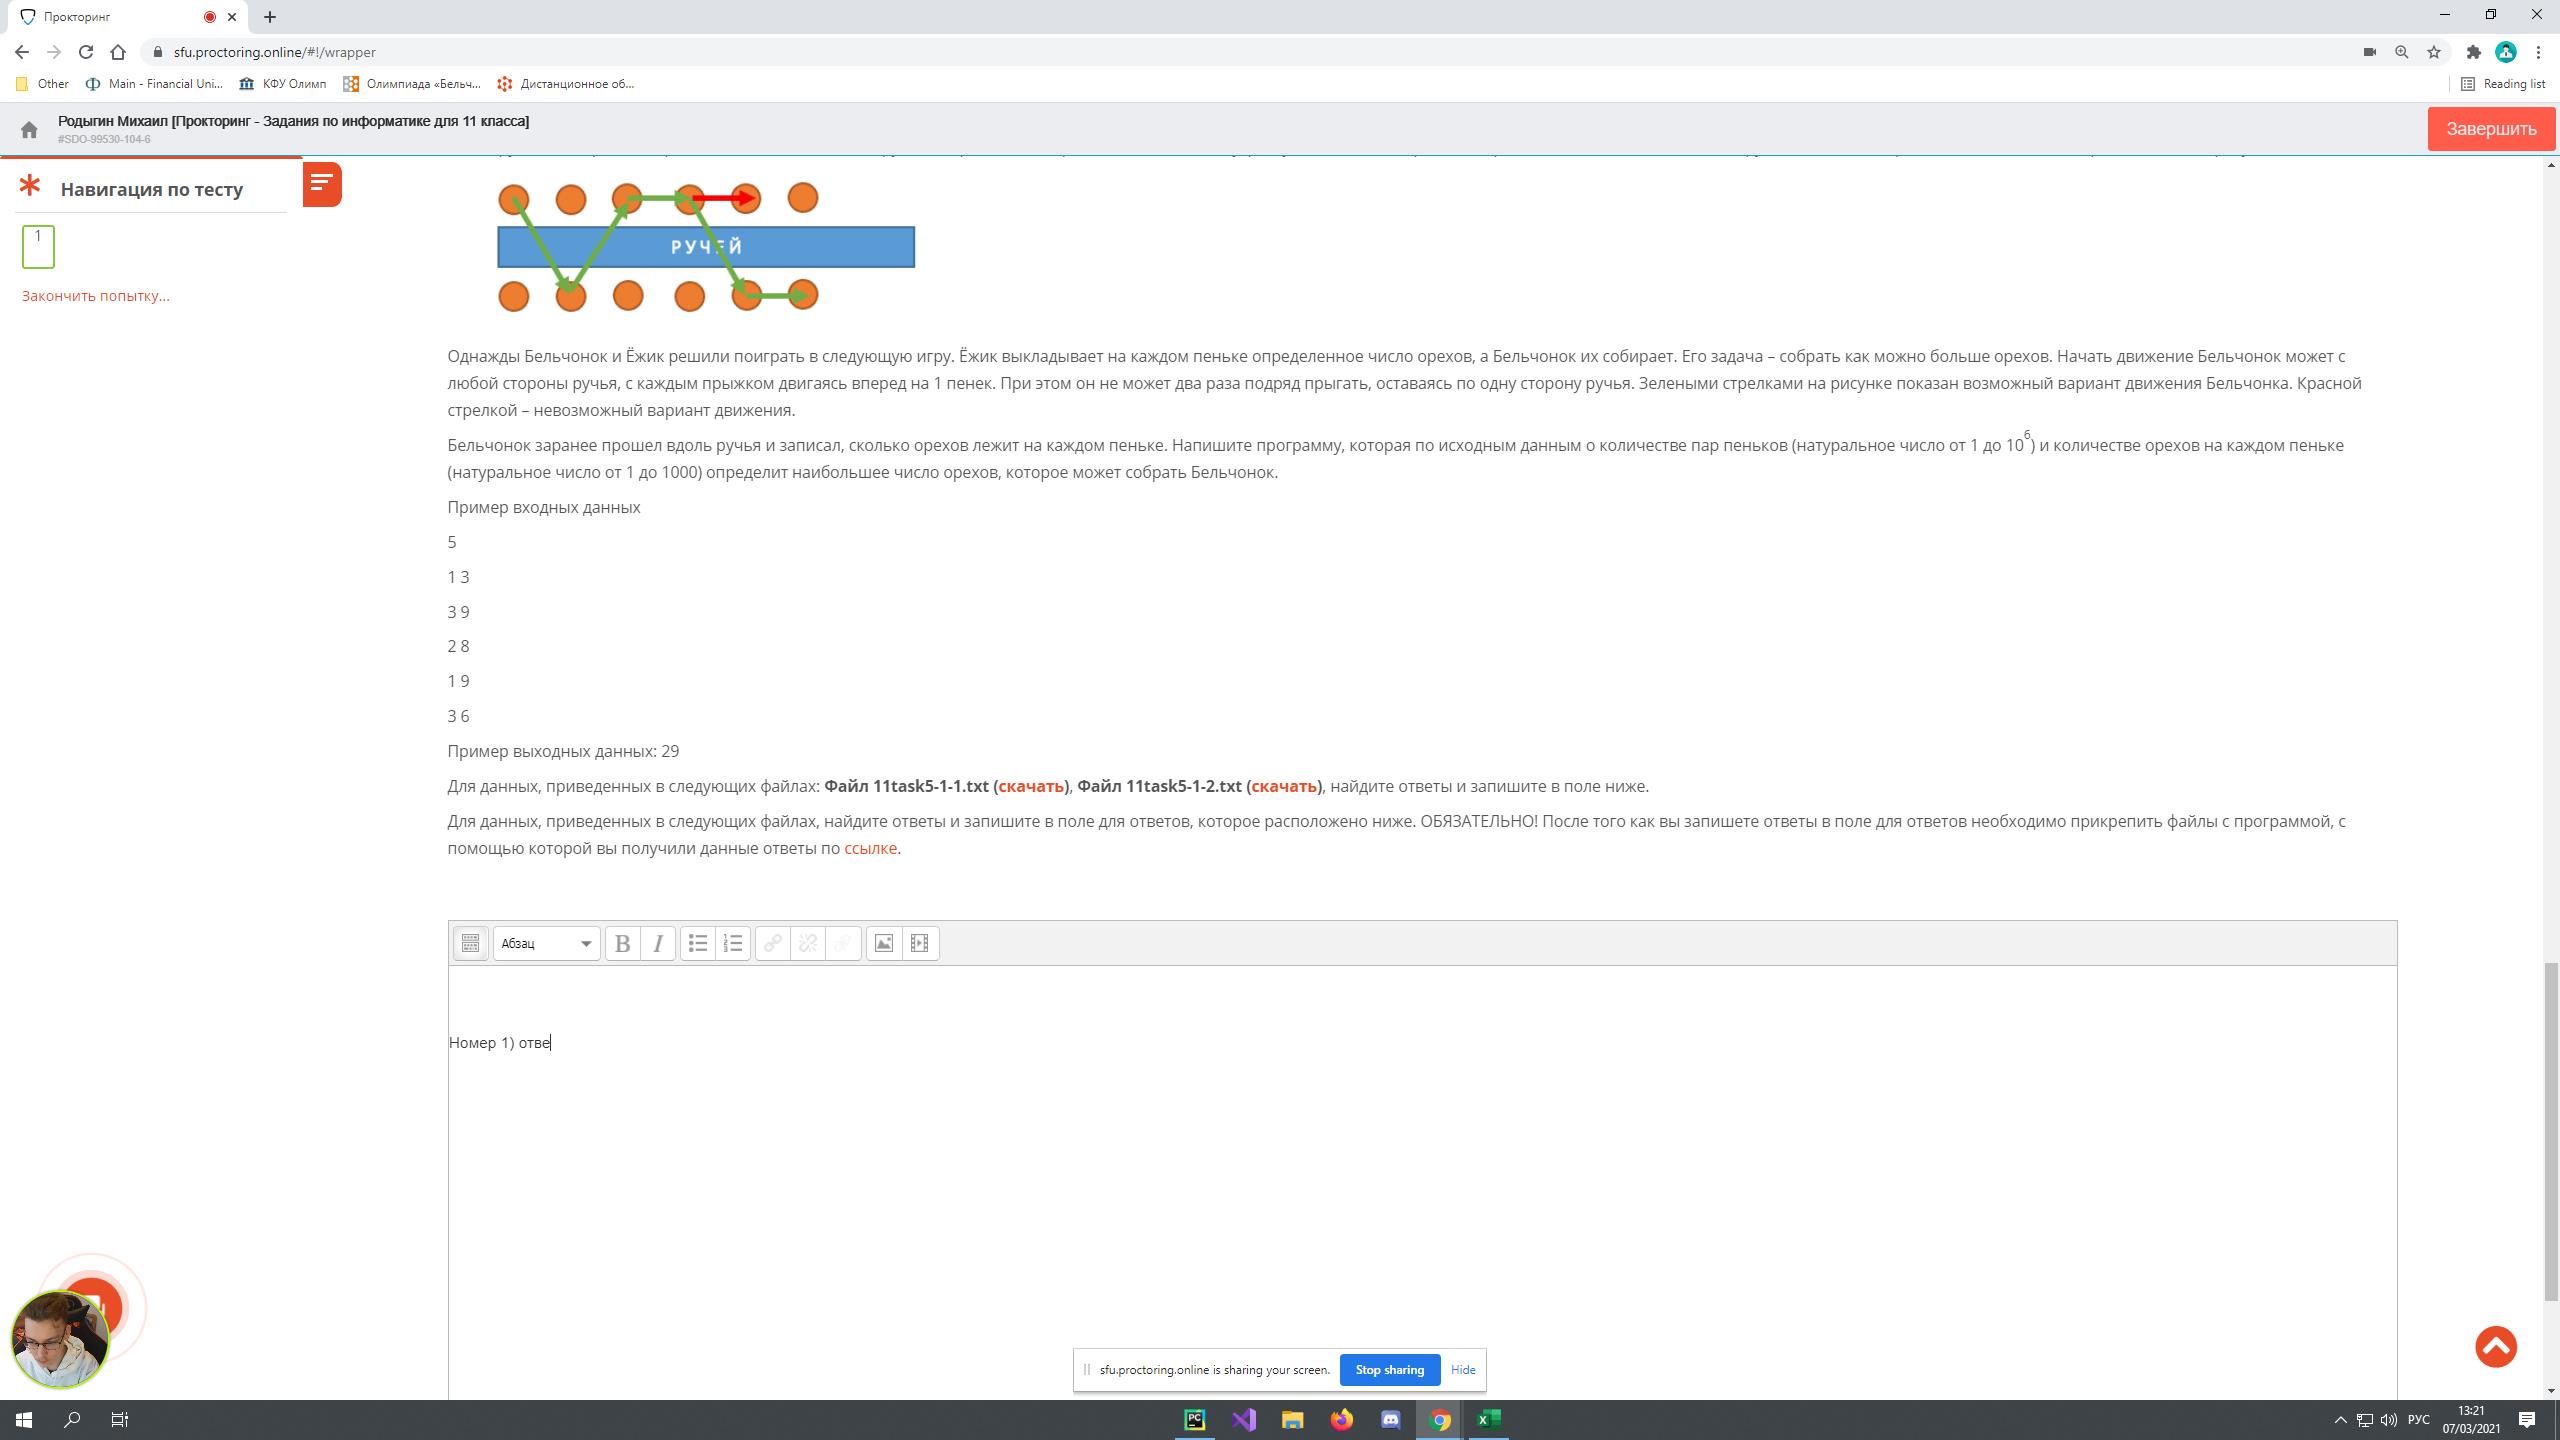 Прокторинг
sfu.proctoring.online/#!/wrapper
Other
Main - Financial Uni...
КФУ Олимп
Олимпиада «Бельч...
Дистанционное об...
Reading list
Родыгин Михаил [Прокторинг - Задания по информатике для 11 класса]
#SDO-99530-104-6
Завершить
Навигация по тесту
1
Закончить попытку...
РУЧЕЙ
Однажды Бельчонок и Ёжик решили поиграть в следующую игру. Ёжик выкладывает на каждом пеньке определенное число орехов, а Бельчонок их собирает. Его задача – собрать как можно больше орехов. Начать движение Бельчонок может с
любой стороны ручья, с каждым прыжком двигаясь вперед на 1 пенек. При этом он не может два раза подряд прыгать, оставаясь по одну сторону ручья. Зелеными стрелками на рисунке показан возможный вариант движения Бельчонка. Красной
стрелкой – невозможный вариант движения.
Бельчонок заранее прошел вдоль ручья и записал, сколько орехов лежит на каждом пеньке. Напишите программу, которая по исходным данным о количестве пар пеньков (натуральное число от 1 до 10⁶) и количестве орехов на каждом пеньке
(натуральное число от 1 до 1000) определит наибольшее число орехов, которое может собрать Бельчонок.
Пример входных данных
5
1 3
3 9
2 8
1 9
3 6
Пример выходных данных: 29
Для данных, приведенных в следующих файлах: Файл 11task5-1-1.txt (скачать), Файл 11task5-1-2.txt (скачать), найдите ответы и запишите в поле ниже.
Для данных, приведенных в следующих файлах, найдите ответы и запишите в поле для ответов, которое расположено ниже. ОБЯЗАТЕЛЬНО! После того как вы запишете ответы в поле для ответов необходимо прикрепить файлы с программой, с
помощью которой вы получили данные ответы по ссылке.
Абзац
B I
Номер 1) отве
sfu.proctoring.online is sharing your screen.
Stop sharing
Hide
PC
РУС
13:21
07/03/2021